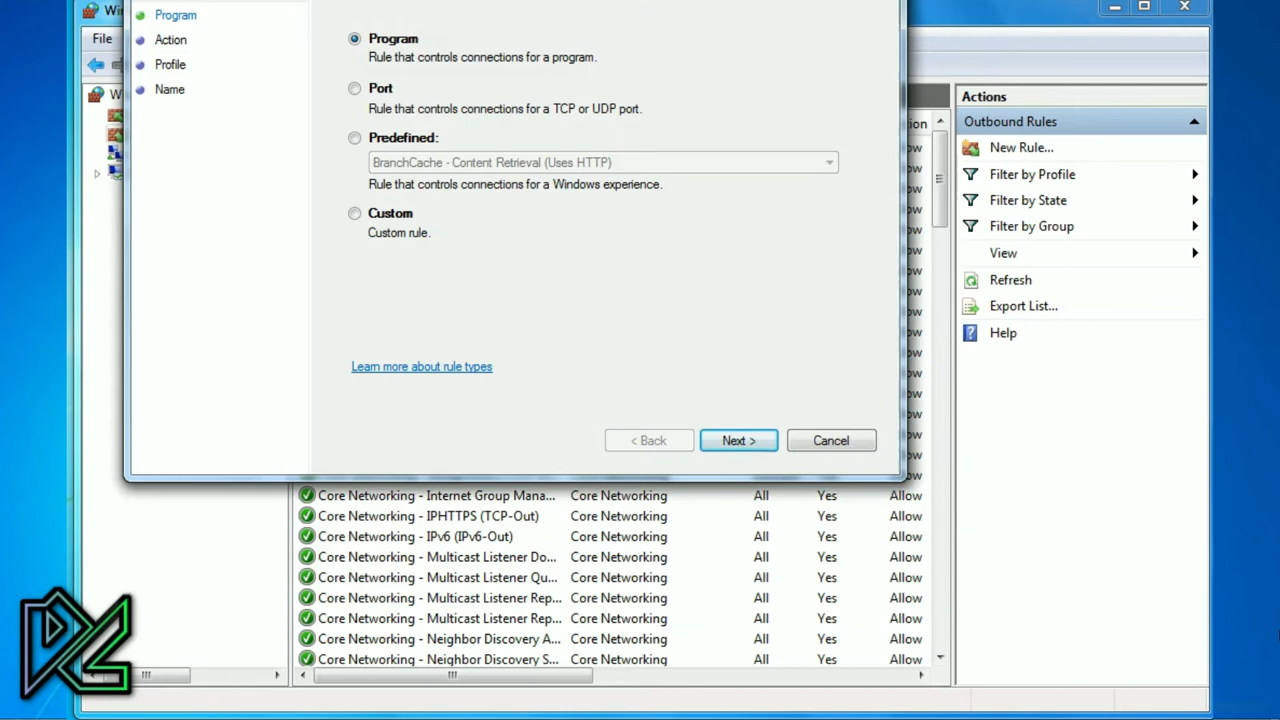 Win
File
Program
Action
Profile
Name
Program
Rule that controls connections for a program.
Port
Rule that controls connections for a TCP or UDP port.
Predefined:
BranchCache - Content Retrieval (Uses HTTP)
Rule that controls connections for a Windows experience.
Custom
Custom rule.
Learn more about rule types
< Back
Next >
Cancel
Core Networking - Internet Group Mana... Core Networking All Yes Allow
Core Networking - IPHTTPS (TCP-Out) Core Networking All Yes Allow
Core Networking - IPv6 (IPv6-Out) Core Networking All Yes Allow
Core Networking - Multicast Listener Do... Core Networking All Yes Allow
Core Networking - Multicast Listener Qu... Core Networking All Yes Allow
Core Networking - Multicast Listener Rep... Core Networking All Yes Allow
Core Networking - Multicast Listener Rep... Core Networking All Yes Allow
Core Networking - Neighbor Discovery A... Core Networking All Yes Allow
Core Networking - Neighbor Discovery S... Core Networking All Yes Allow
Actions
Outbound Rules
New Rule...
Filter by Profile
Filter by State
Filter by Group
View
Refresh
Export List...
Help